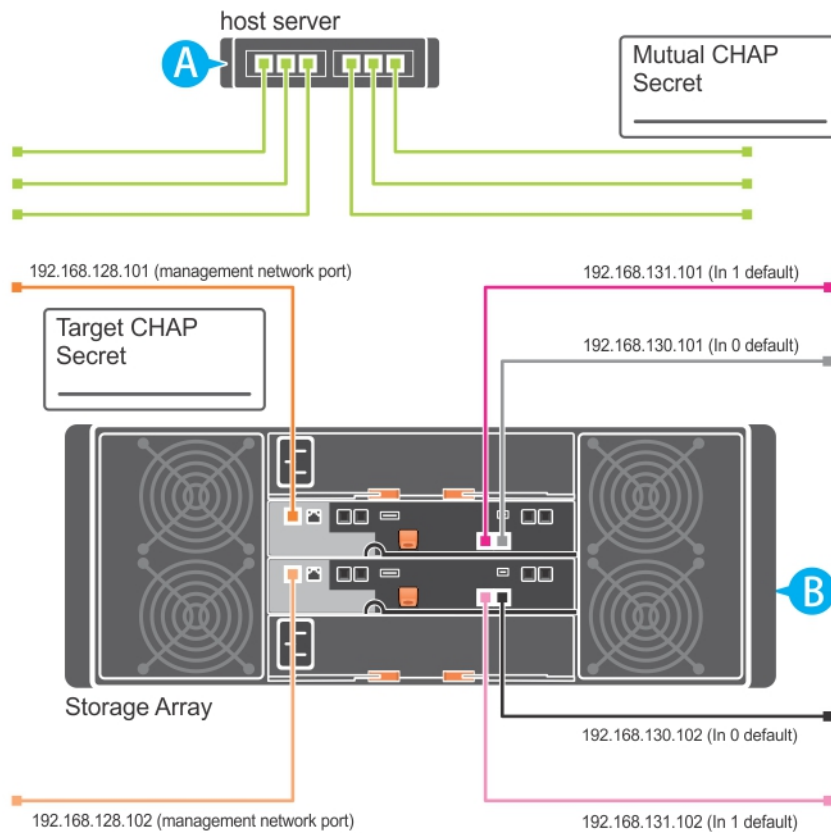 host server
A
Mutual CHAP
Secret
192.168.128.101 (management network port)
192.168.131.101 (In 1 default)
Target CHAP
Secret
192.168.130.101 (In 0 default)
B
Storage Array
192.168.130.102 (In 0 default)
192.168.128.102 (management network port)
192.168.131.102 (In 1 default)